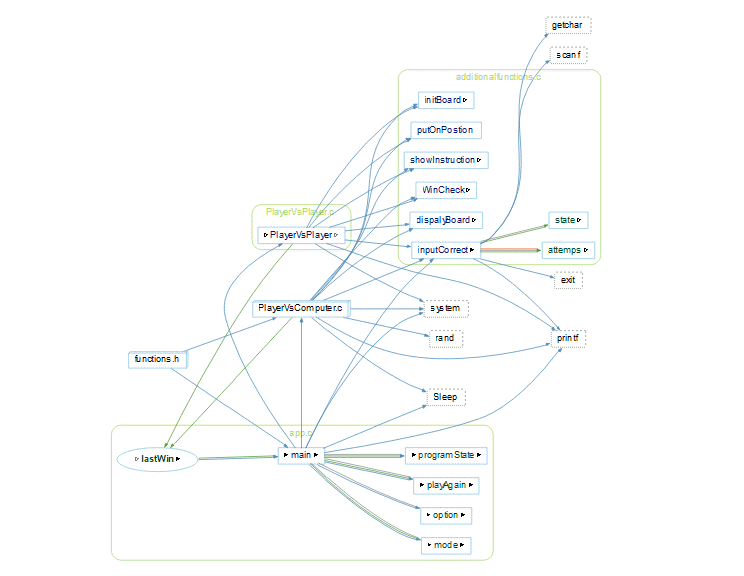 getchar
scanf
additionalfunctions.c
initBoard
putOnPostion
showInstruction
WinCheck
PlayerVsPlayer.c
dispalyBoard
state
PlayerVsPlayer
inputCorrect
attemps
exit
PlayerVsComputer.c
system
rand
printf
functions.h
Sleep
app.c
lastWin
main
programState
playAgain
option
mode